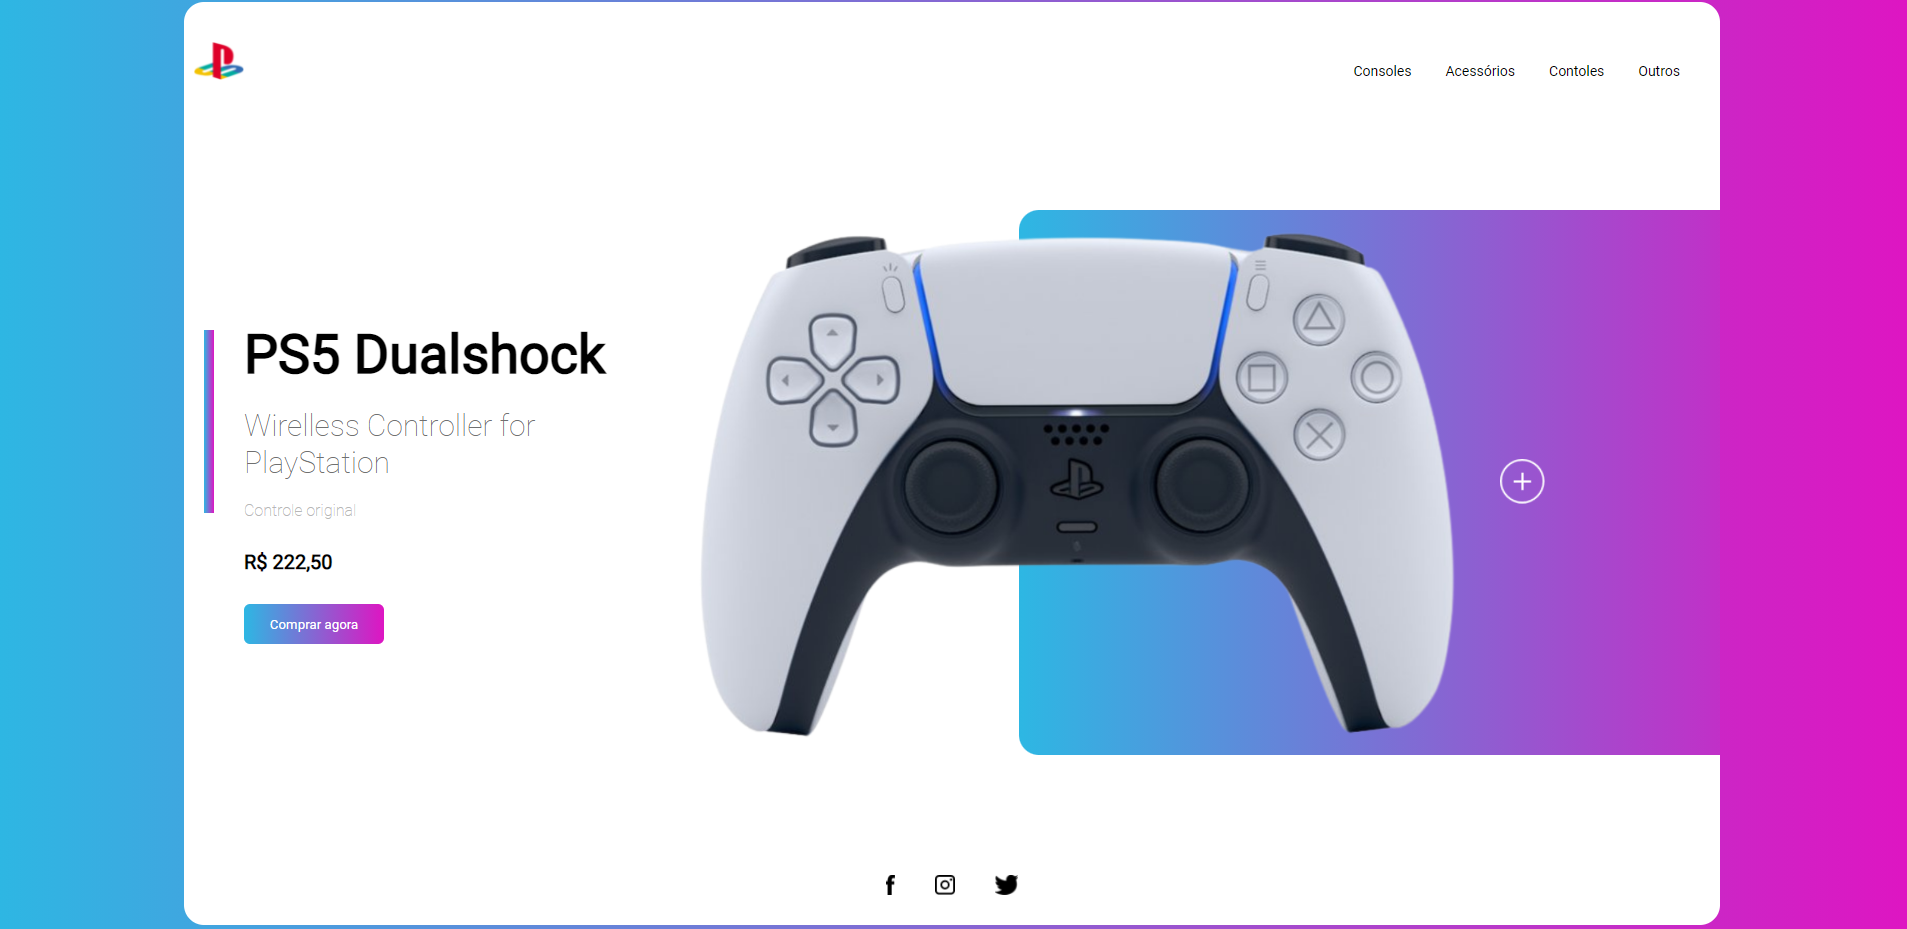 Consoles Acessórios Contoles Outros
PS5 Dualshock
Wirelless Controller for
PlayStation
Controle original
R$ 222,50
Comprar agora